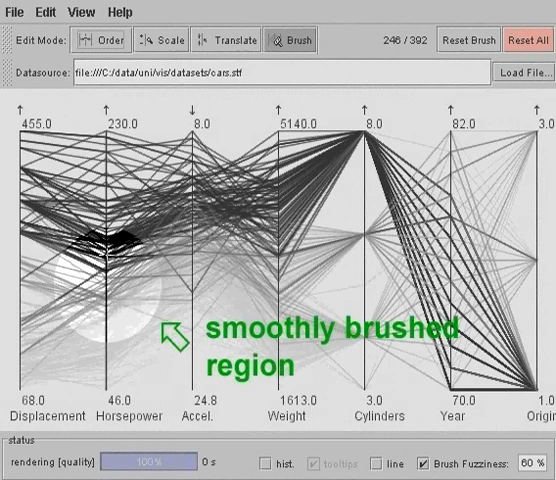 File Edit View Help
Edit Mode: Order Scale Translate Brush 246 / 392 Reset Brush Reset All
Datasource: file:///C:/data/uni/vis/datasets/cars.stf Load File...
455.0 230.0 8.0 5140.0 8.0 82.0 3.0
smoothly brushed
region
68.0 46.0 24.8 1613.0 3.0 70.0 1.0
Displacement Horsepower Accel. Weight Cylinders Year Origin
status
rendering [quality] 100 % 0 s hist. tooltips line Brush Fuzziness: 60 %